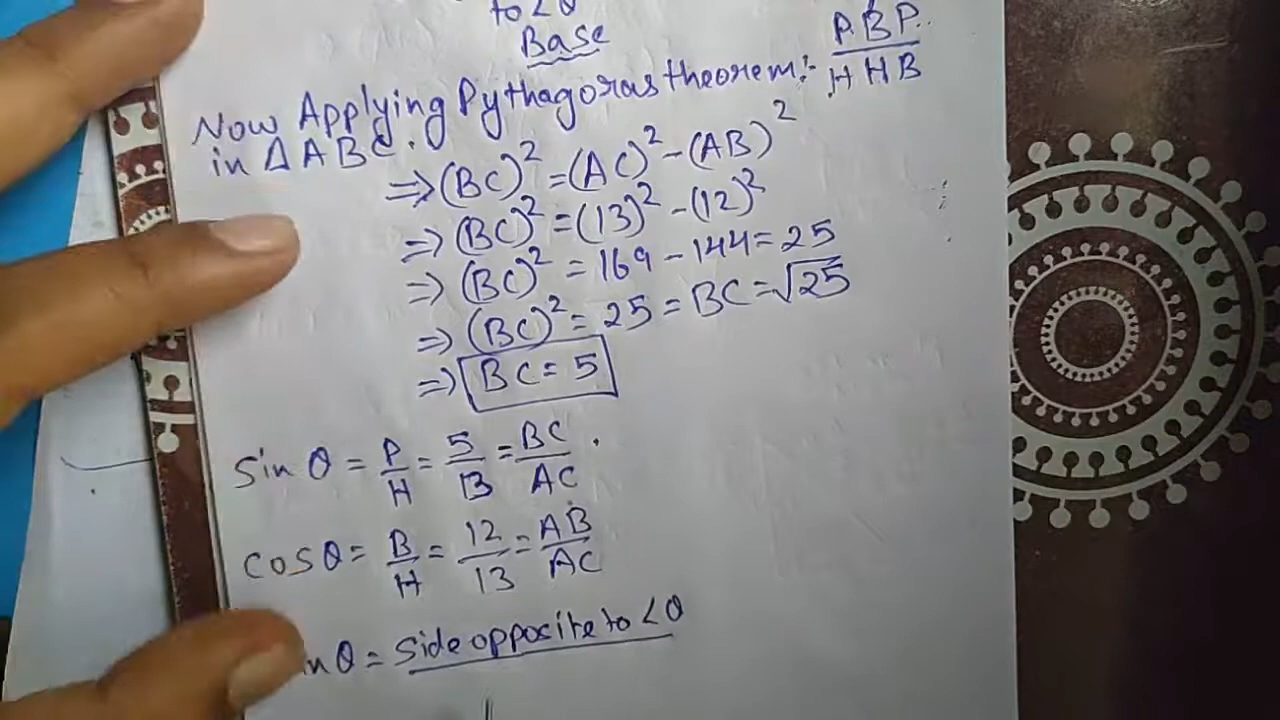 to ∠θ
Base
P B P
H H B
Now Applying Pythagoras theorem:-
in ΔABC.
⇒ (BC)² = (AC)² - (AB)²
⇒ (BC)² = (13)² - (12)²
⇒ (BC)² = 169 - 144 = 25
⇒ (BC)² = 25 = BC = √25
⇒ BC = 5
Sin θ = P/H = 5/13 = BC/AC .
cos θ = B/H = 12/13 = AB/AC
n θ = Side opposite to ∠θ